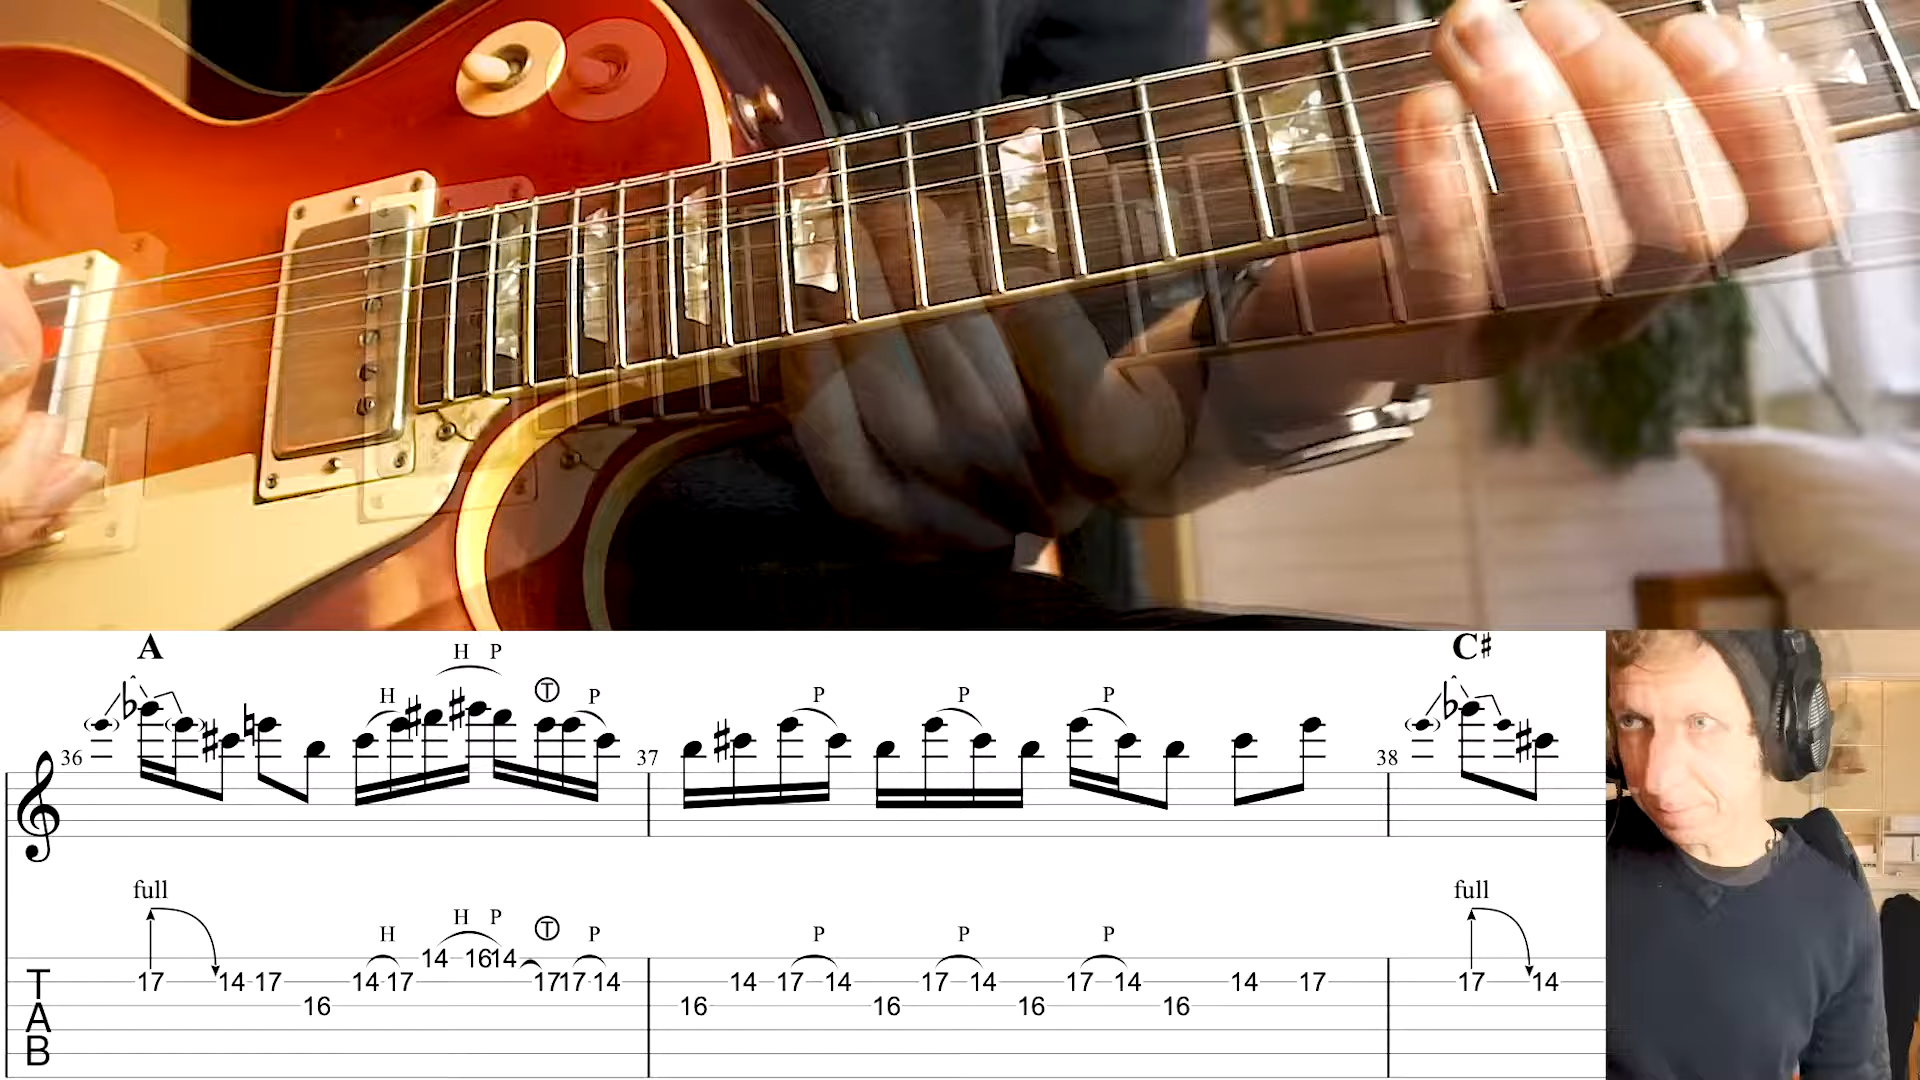 A C♯
H P
H T P P P P
36 37 38
full full
H P
H T P P P P
14 16 14
T 17 14 17 14 17 17 17 14 14 17 14 17 14 17 14 14 17 17 14
A 16 16 16 16 16
B